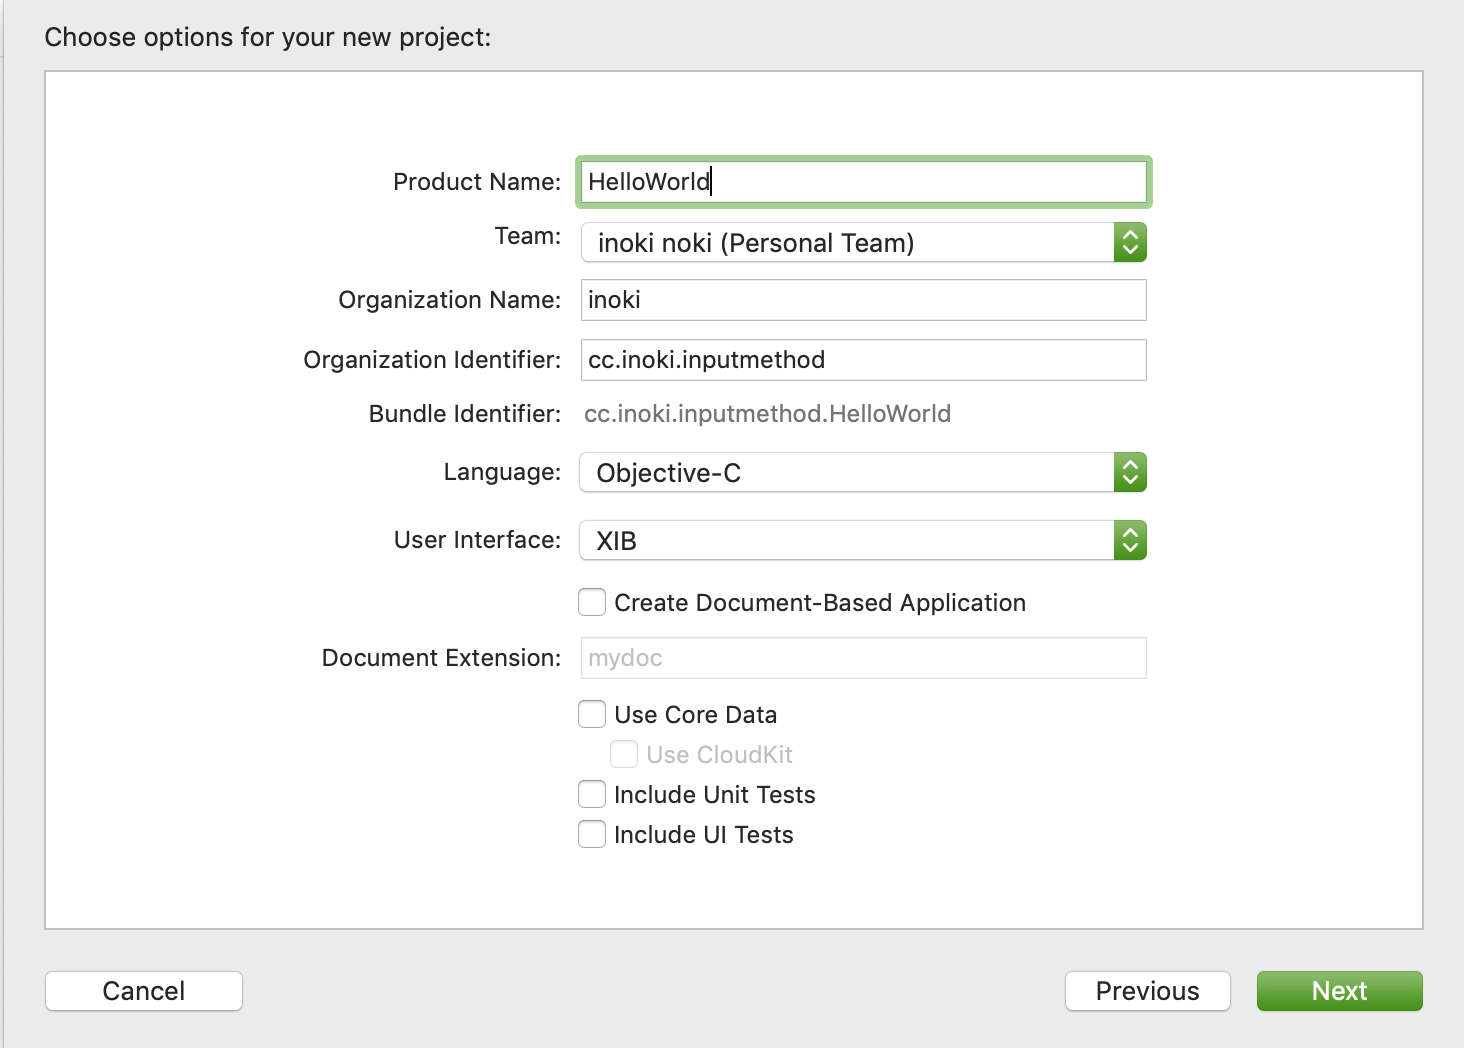 Choose options for your new project:
Product Name: HelloWorld
Team: inoki noki (Personal Team)
Organization Name: inoki
Organization Identifier: cc.inoki.inputmethod
Bundle Identifier: cc.inoki.inputmethod.HelloWorld
Language: Objective-C
User Interface: XIB
Create Document-Based Application
Document Extension: mydoc
Use Core Data
Use CloudKit
Include Unit Tests
Include UI Tests
Cancel Previous Next